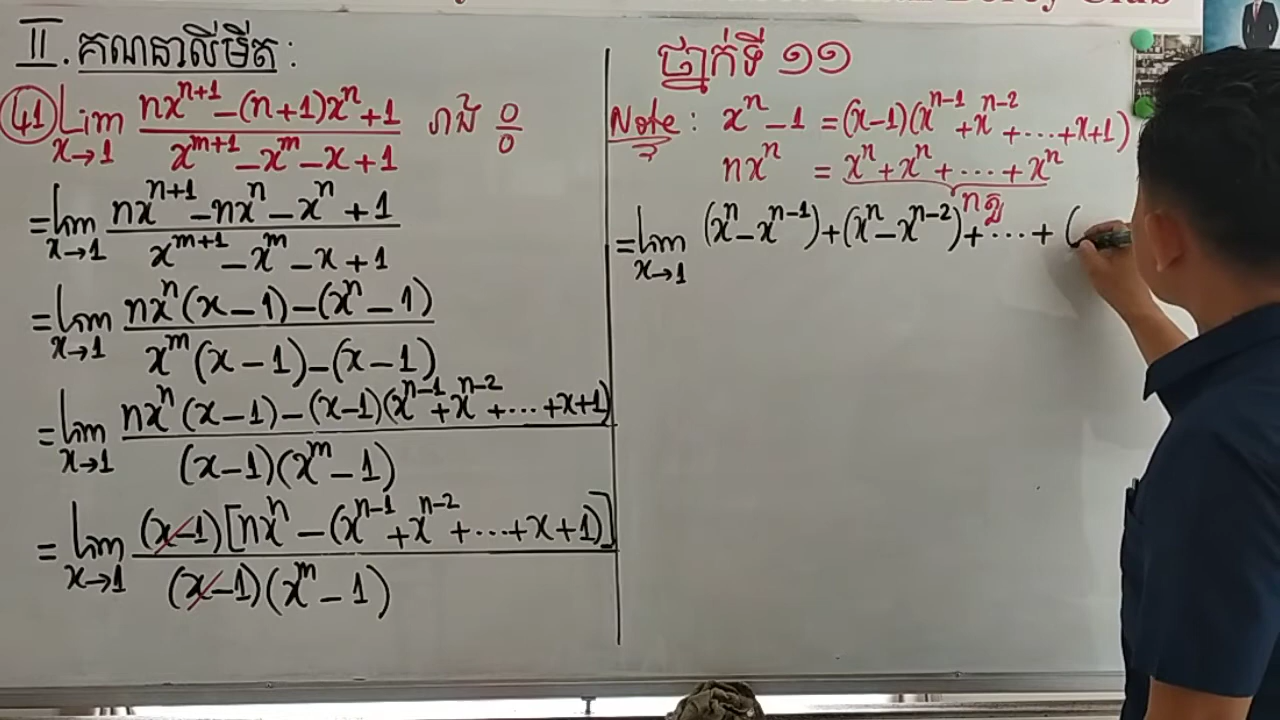 II. គណនាលីមីត :
41 Lim x→1 (nx^{n+1} - (n+1)x^n + 1) / (x^{m+1} - x^m - x + 1) រាង 0/0
= lim x→1 (nx^{n+1} - nx^n - x^n + 1) / (x^{m+1} - x^m - x + 1)
= lim x→1 (nx^n(x - 1) - (x^n - 1)) / (x^m(x - 1) - (x - 1))
= lim x→1 (nx^n(x-1) - (x-1)(x^{n-1} + x^{n-2} + ... + x+1)) / ((x-1)(x^m - 1))
= lim x→1 ((x-1)[nx^n - (x^{n-1} + x^{n-2} + ... + x + 1)]) / ((x-1)(x^m - 1))
ថ្នាក់ទី ១១
Note : x^n - 1 = (x-1)(x^{n-1} + x^{n-2} + ... + x+1)
nx^n = x^n + x^n + ... + x^n
n ដង
= lim x→1 (x^n - x^{n-1}) + (x^n - x^{n-2}) + ... + (